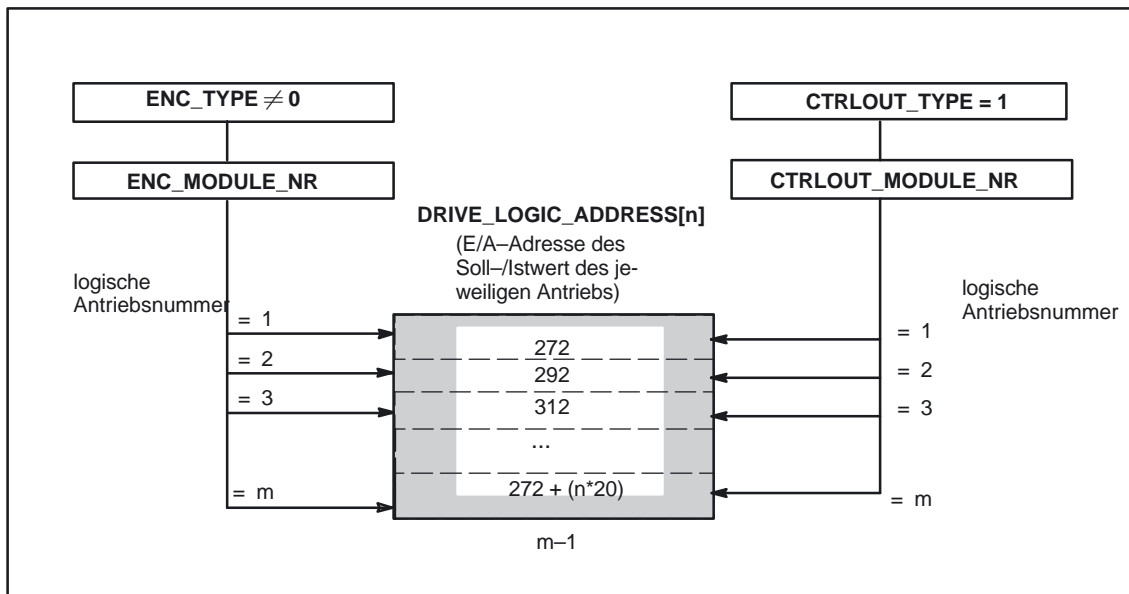 ENC_TYPE ≠ 0
CTRLOUT_TYPE = 1
ENC_MODULE_NR
CTRLOUT_MODULE_NR
DRIVE_LOGIC_ADDRESS[n]
(E/A–Adresse des
Soll–/Istwert des je-
weiligen Antriebs)
logische
Antriebsnummer
logische
Antriebsnummer
= 1
= 2
= 3
= m
272
292
312
...
272 + (n*20)
= 1
= 2
= 3
= m
m–1